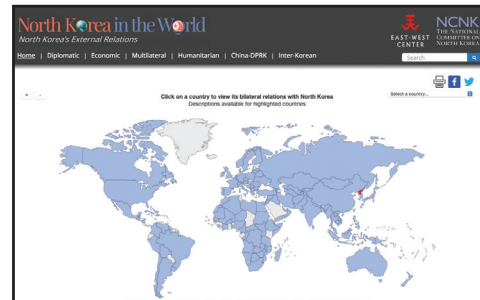 North Korea in the World
North Korea's External Relations
EAST-WEST
CENTER
NCNK
THE NATIONAL
COMMITTEE ON
NORTH KOREA
Home | Diplomatic | Economic | Multilateral | Humanitarian | China-DPRK | Inter-Korean
Search
+ -
Click on a country to view its bilateral relations with North Korea
Descriptions available for highlighted countries
Select a country...